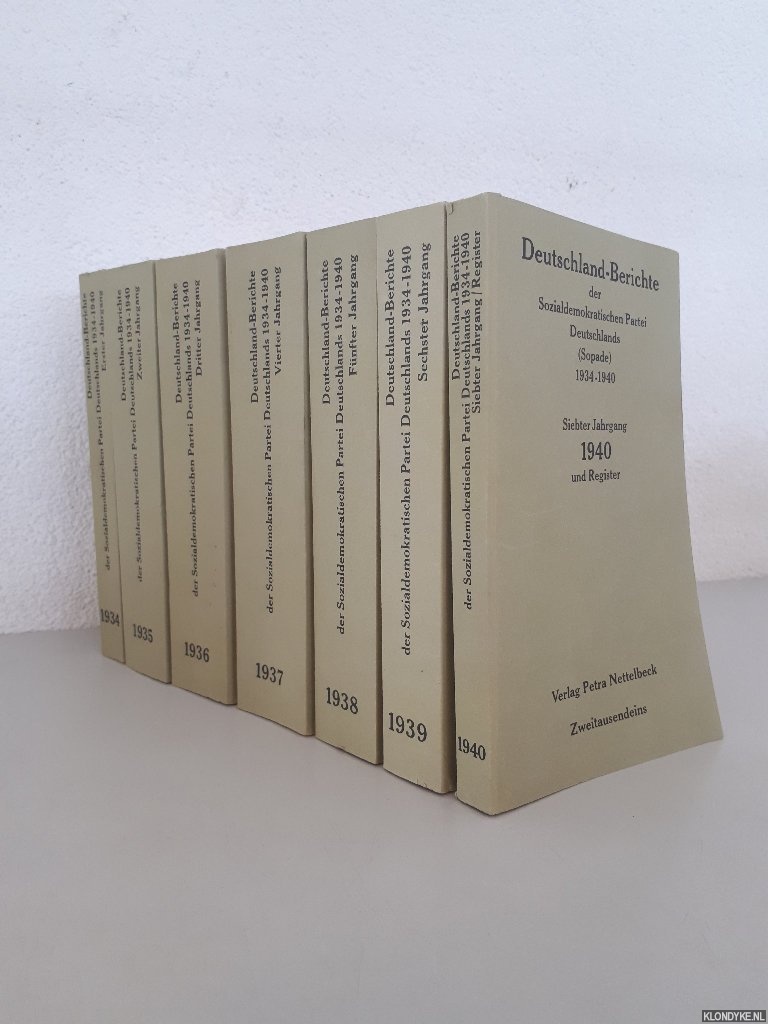 Deutschland-Berichte
der Sozialdemokratischen Partei Deutschlands 1934-1940
Erster Jahrgang
1934
Deutschland-Berichte
der Sozialdemokratischen Partei Deutschlands 1934-1940
Zweiter Jahrgang
1935
Deutschland-Berichte
der Sozialdemokratischen Partei Deutschlands 1934-1940
Dritter Jahrgang
1936
Deutschland-Berichte
der Sozialdemokratischen Partei Deutschlands 1934-1940
Vierter Jahrgang
1937
Deutschland-Berichte
der Sozialdemokratischen Partei Deutschlands 1934-1940
Fünfter Jahrgang
1938
Deutschland-Berichte
der Sozialdemokratischen Partei Deutschlands 1934-1940
Sechster Jahrgang
1939
Deutschland-Berichte
der Sozialdemokratischen Partei Deutschlands 1934-1940
Siebter Jahrgang / Register
1940
Deutschland-Berichte
der
Sozialdemokratischen Partei
Deutschlands
(Sopade)
1934-1940
Siebter Jahrgang
1940
und Register
Verlag Petra Nettelbeck
Zweitausendeins
KLONDYKE.NL